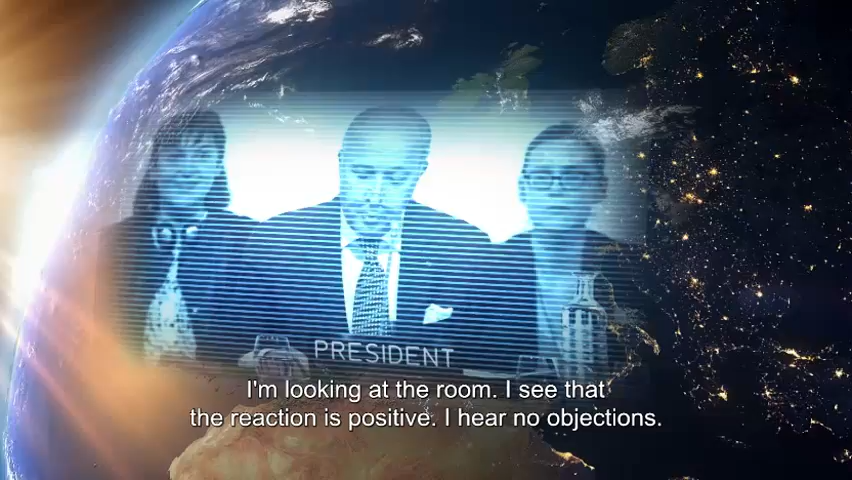 PRESIDENT
I'm looking at the room. I see that
the reaction is positive. I hear no objections.